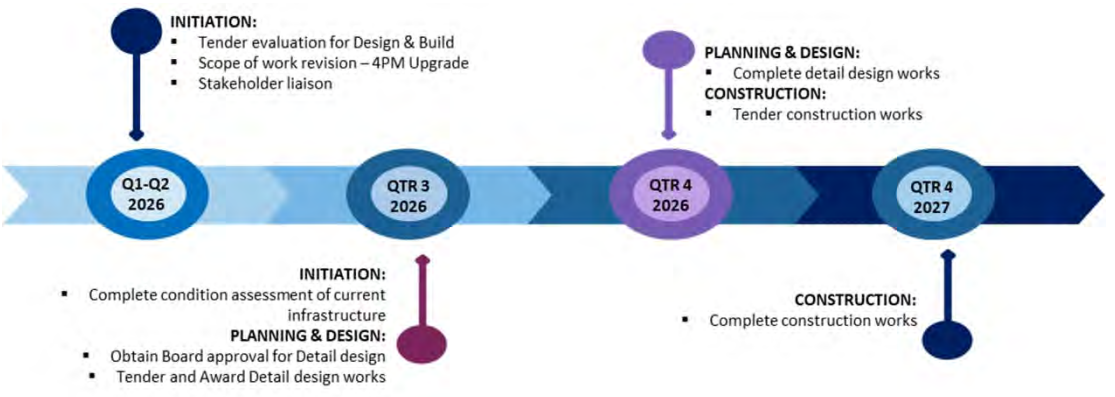 INITIATION:
▪ Tender evaluation for Design & Build
▪ Scope of work revision – 4PM Upgrade
▪ Stakeholder liaison
PLANNING & DESIGN:
▪ Complete detail design works
CONSTRUCTION:
▪ Tender construction works
Q1-Q2
2026
QTR 3
2026
QTR 4
2026
QTR 4
2027
INITIATION:
▪ Complete condition assessment of current
infrastructure
PLANNING & DESIGN:
▪ Obtain Board approval for Detail design
▪ Tender and Award Detail design works
CONSTRUCTION:
▪ Complete construction works